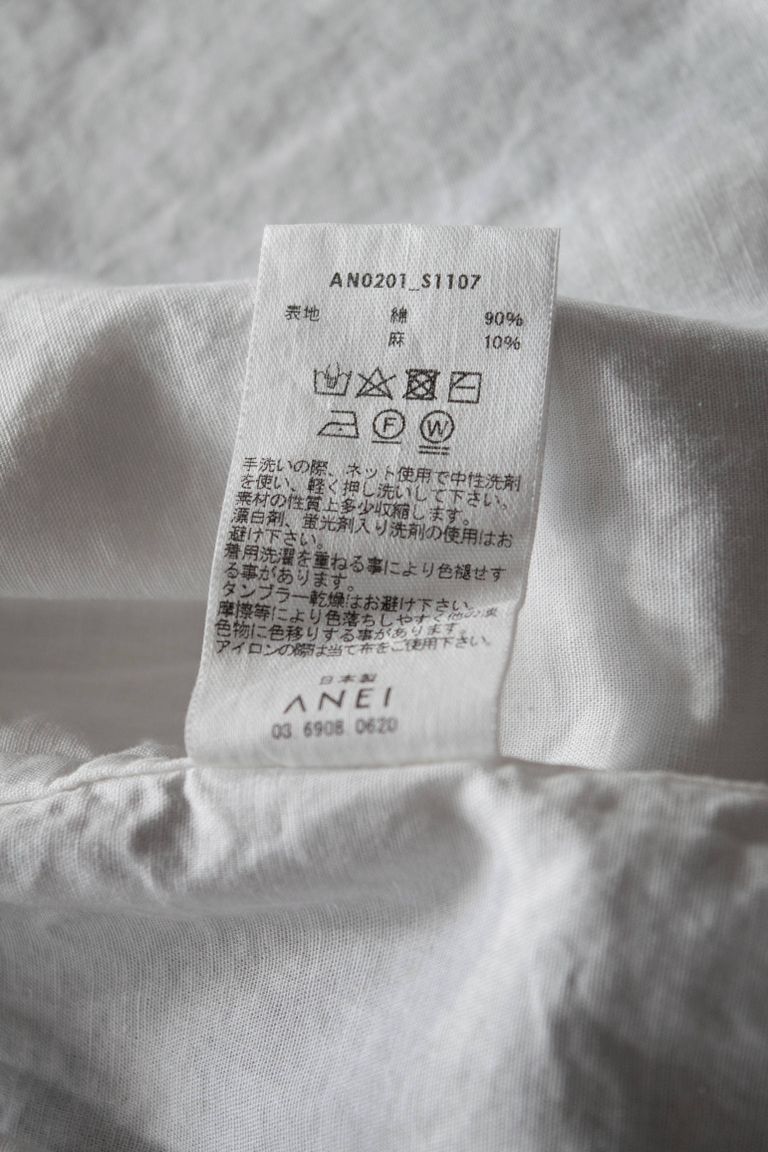 AN0201_S1107
表地 綿 90%
麻 10%
F W
手洗いの際、ネット使用で中性洗剤
を使い、軽く押し洗いして下さい。
素材の性質上多少収縮します。
漂白剤、蛍光剤入り洗剤の使用はお
避け下さい。
着用洗濯を重ねる事により色褪せす
る事があります。
タンブラー乾燥はお避け下さい。
摩擦等により色落ちしやすく他の衣
色物に色移りする事があります。
アイロンの際は当て布をご使用下さい。
日本製
ANEI
03 6908 0620